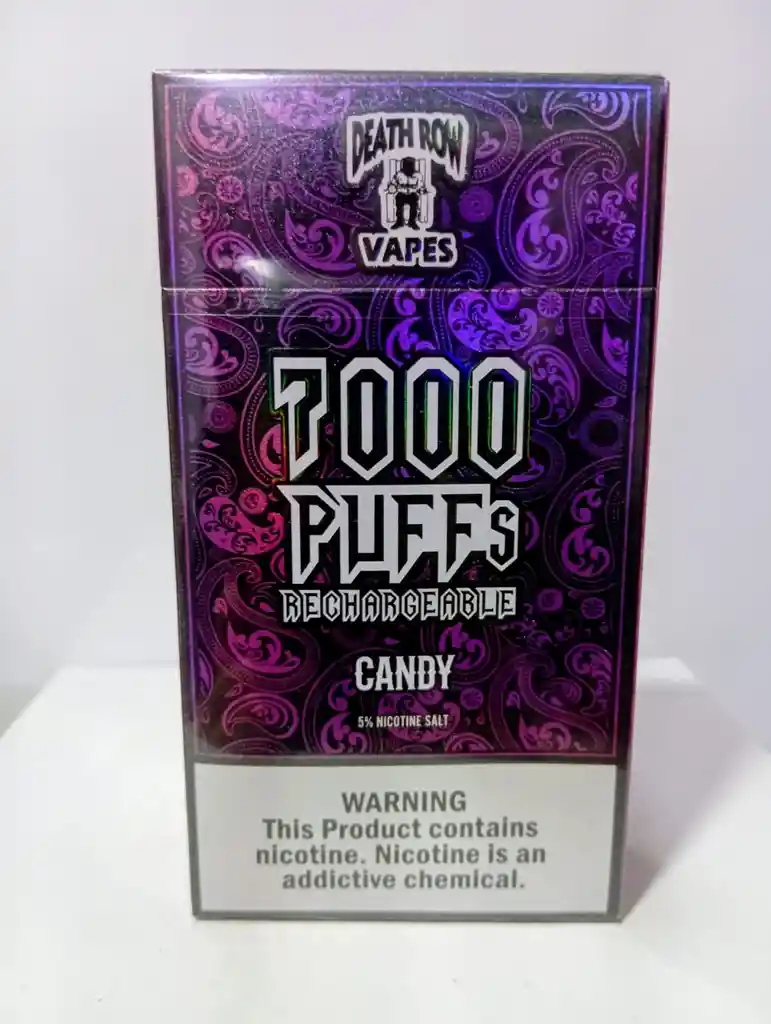 DEATH ROW
VAPES
7000
PUFFS
RECHARGEABLE
CANDY
5% NICOTINE SALT
WARNING
This Product contains
nicotine. Nicotine is an
addictive chemical.